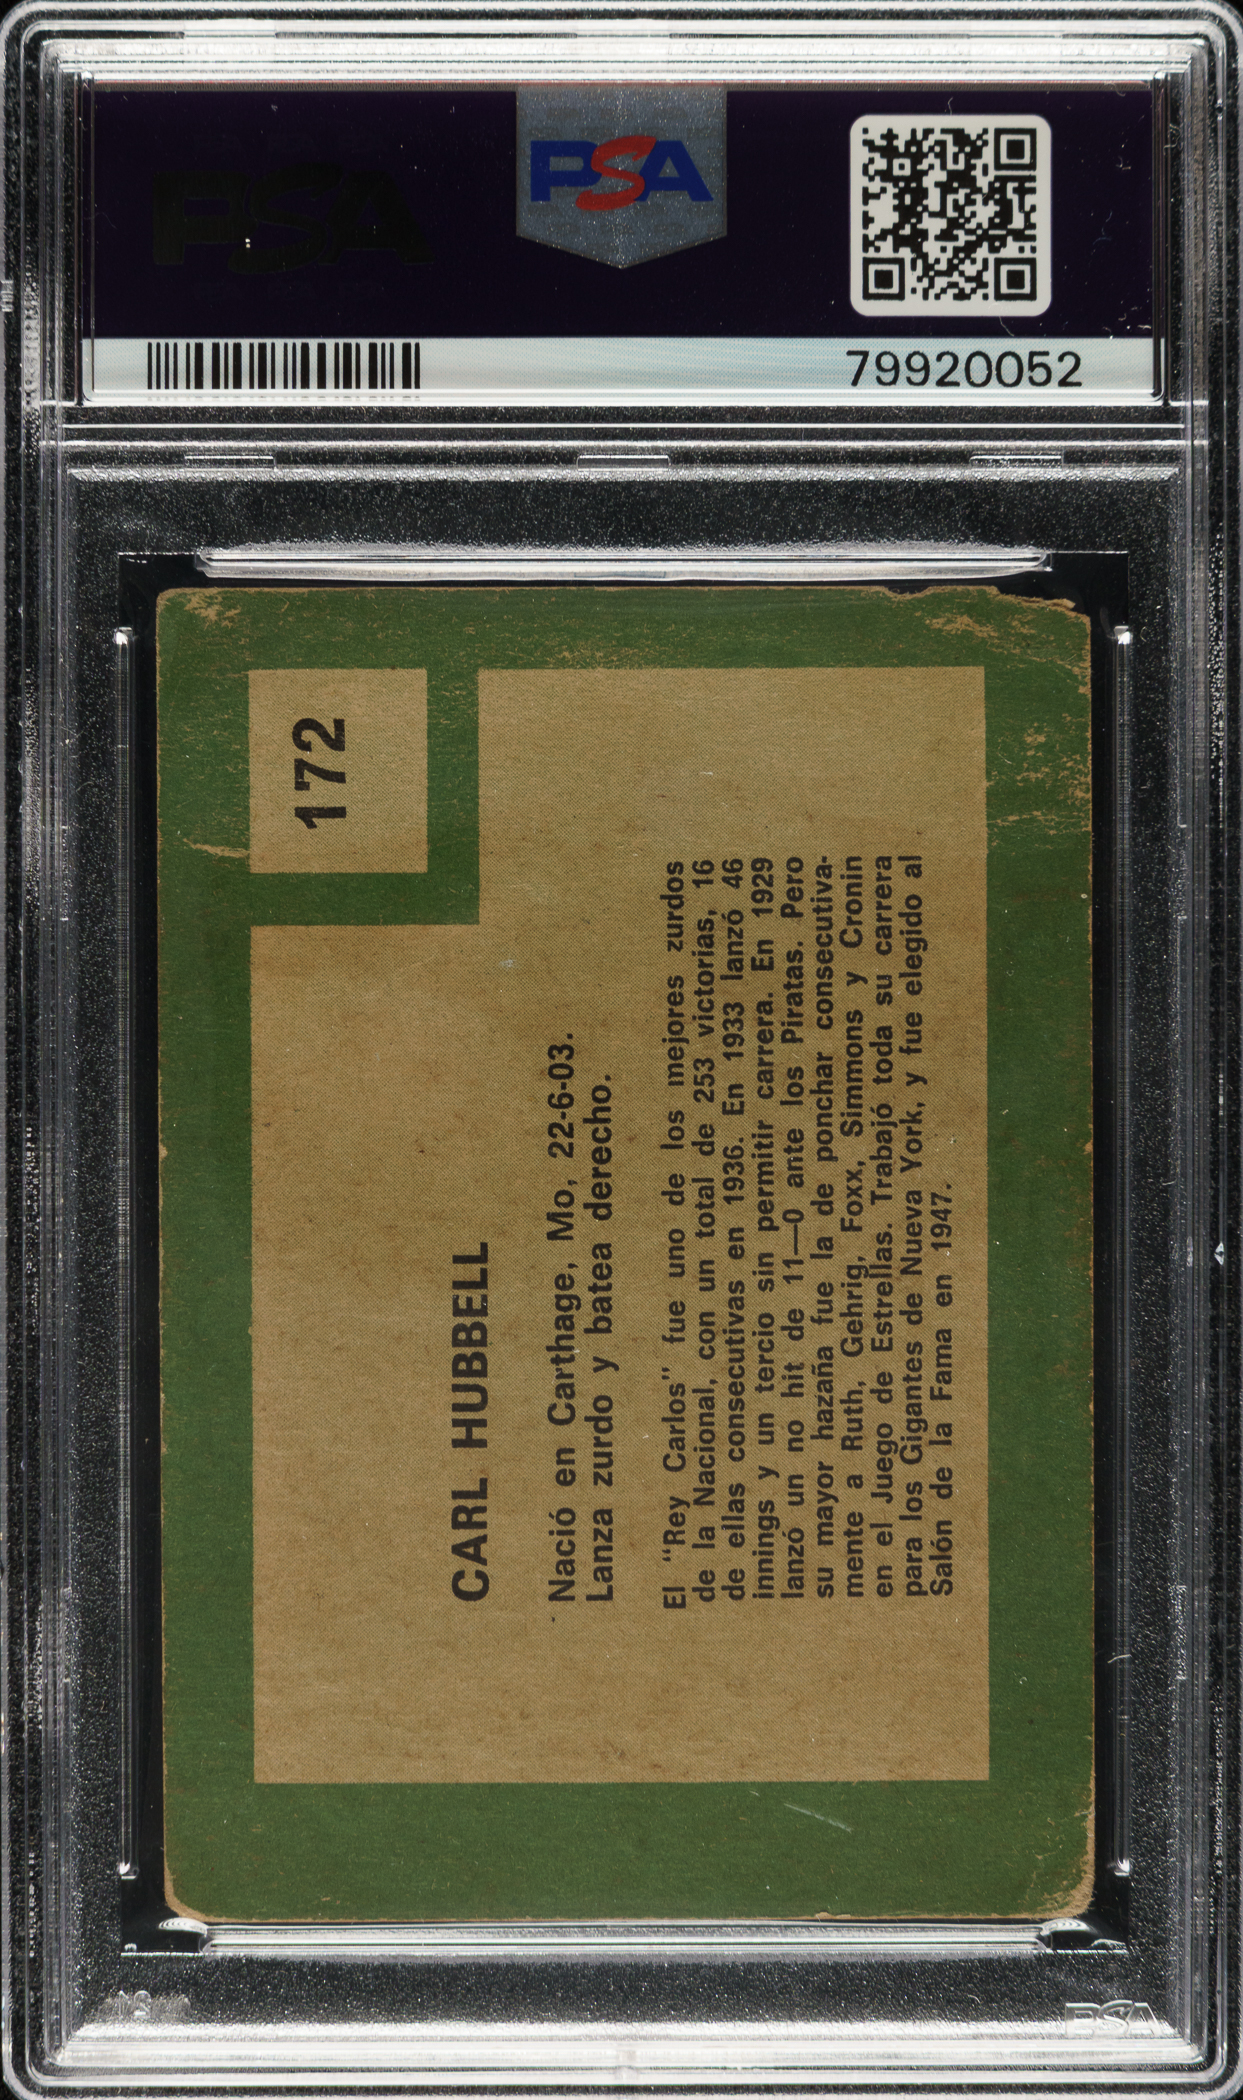 PSA
PSA
79920052
172
CARL HUBBELL
Nació en Carthage, Mo, 22-6-03.
Lanza zurdo y batea derecho.
El "Rey Carlos" fue uno de los mejores zurdos
de la Nacional, con un total de 253 victorias, 16
de ellas consecutivas en 1936. En 1933 lanzó 46
innings y un tercio sin permitir carrera. En 1929
lanzó un no hit de 11—0 ante los Piratas. Pero
su mayor hazaña fue la de ponchar consecutiva-
mente a Ruth, Gehrig, Foxx, Simmons y Cronin
en el Juego de Estrellas. Trabajó toda su carrera
para los Gigantes de Nueva York, y fue elegido al
Salón de la Fama en 1947.
PSA